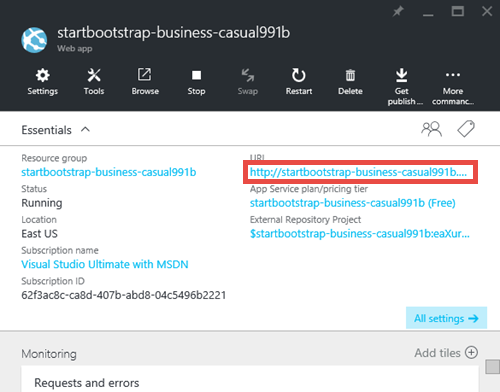 startbootstrap-business-casual991b
Web app
Settings
Tools
Browse
Stop
Swap
Restart
Delete
Get publish ...
More commanc...
Essentials
Resource group
startbootstrap-business-casual991b
URL
http://startbootstrap-business-casual991b....
Status
Running
App Service plan/pricing tier
startbootstrap-business-casual991b (Free)
Location
East US
External Repository Project
$startbootstrap-business-casual991b:eaXur...
Subscription name
Visual Studio Ultimate with MSDN
Subscription ID
62f3ac8c-ca8d-407b-abd8-04c5496b2221
All settings
Monitoring
Add tiles
Requests and errors